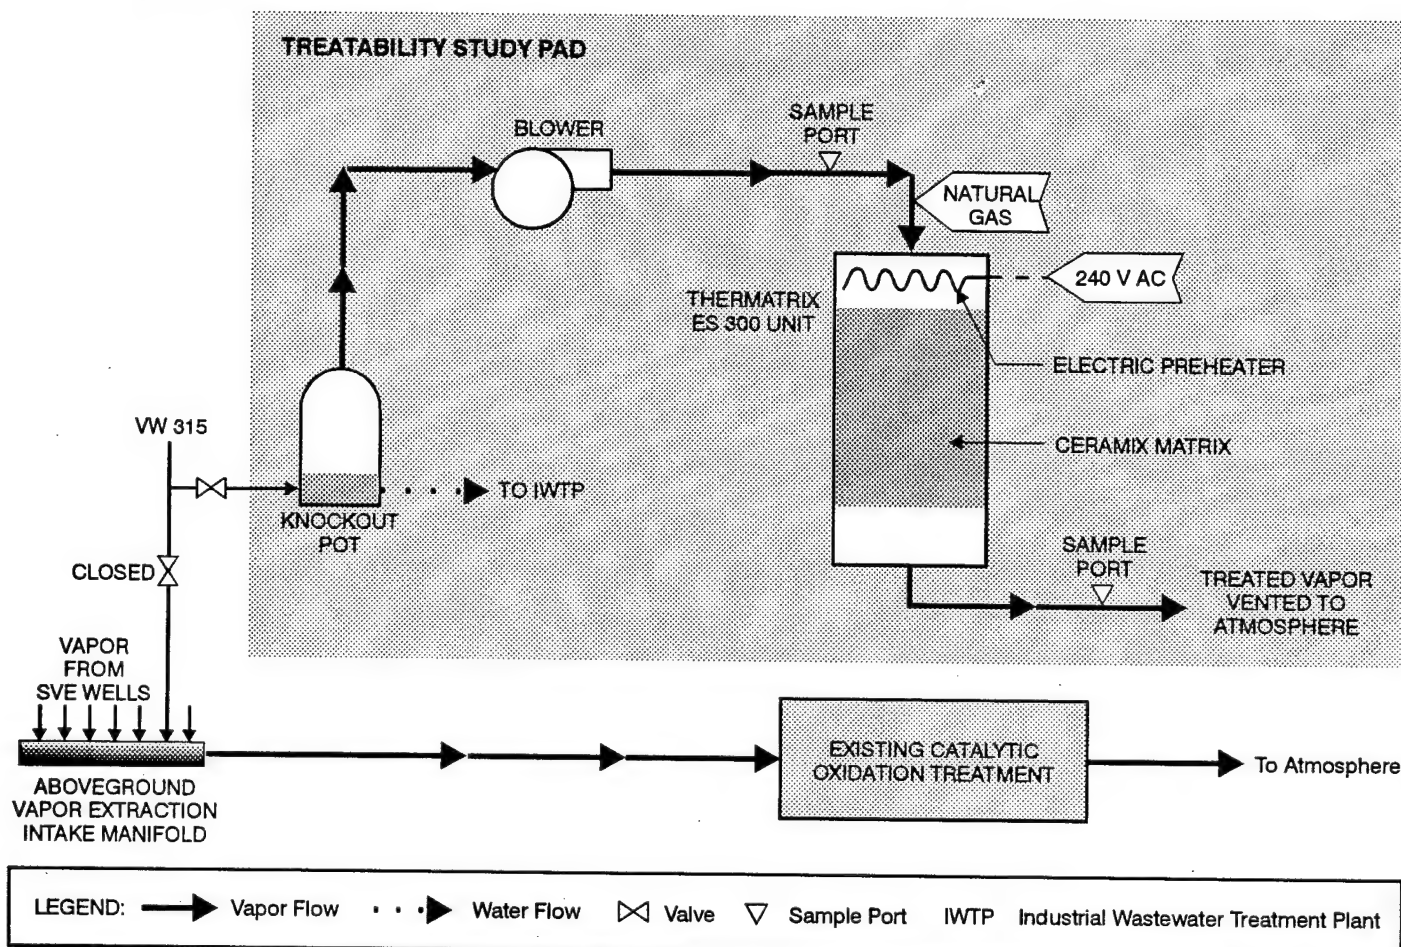 TREATABILITY STUDY PAD
BLOWER
SAMPLE
PORT
NATURAL
GAS
240 V AC
THERMATRIX
ES 300 UNIT
ELECTRIC PREHEATER
CERAMIX MATRIX
VW 315
TO IWTP
KNOCKOUT
POT
CLOSED
SAMPLE
PORT
TREATED VAPOR
VENTED TO
ATMOSPHERE
VAPOR
FROM
SVE WELLS
EXISTING CATALYTIC
OXIDATION TREATMENT
To Atmosphere
ABOVEGROUND
VAPOR EXTRACTION
INTAKE MANIFOLD
LEGEND: Vapor Flow Water Flow Valve Sample Port IWTP Industrial Wastewater Treatment Plant